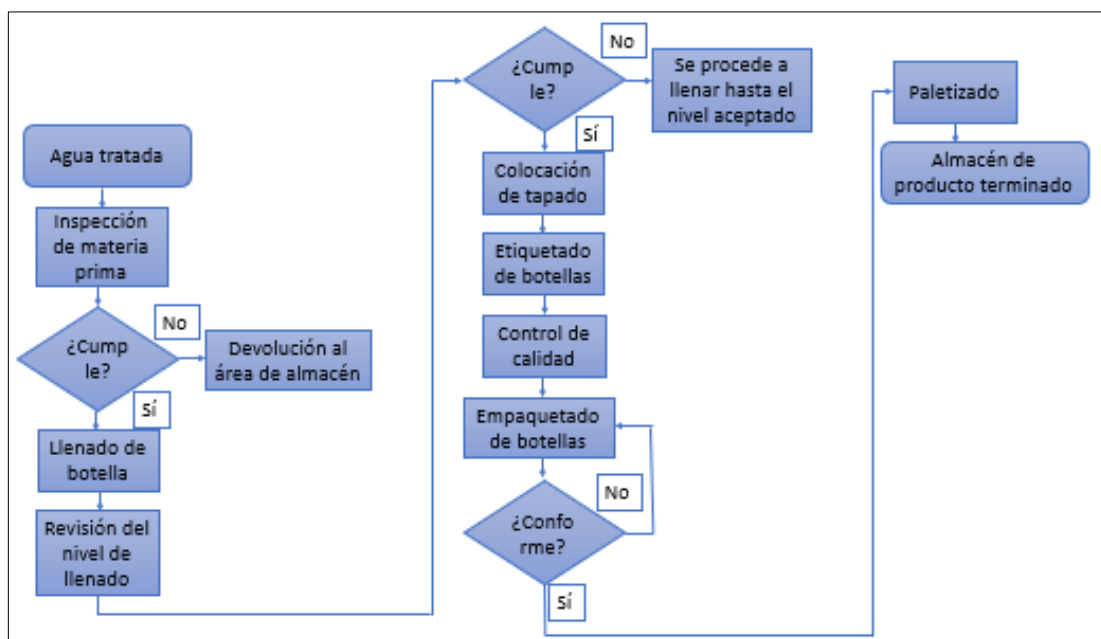 Agua tratada
Inspección
de materia
prima
¿Cump
le?
No
Devolución al
área de almacén
Sí
Llenado de
botella
Revisión del
nivel de
llenado
¿Cump
le?
No
Se procede a
llenar hasta el
nivel aceptado
Sí
Colocación
de tapado
Etiquetado
de botellas
Control de
calidad
Empaquetado
de botellas
¿Confo
rme?
No
Sí
Paletizado
Almacén de
producto terminado